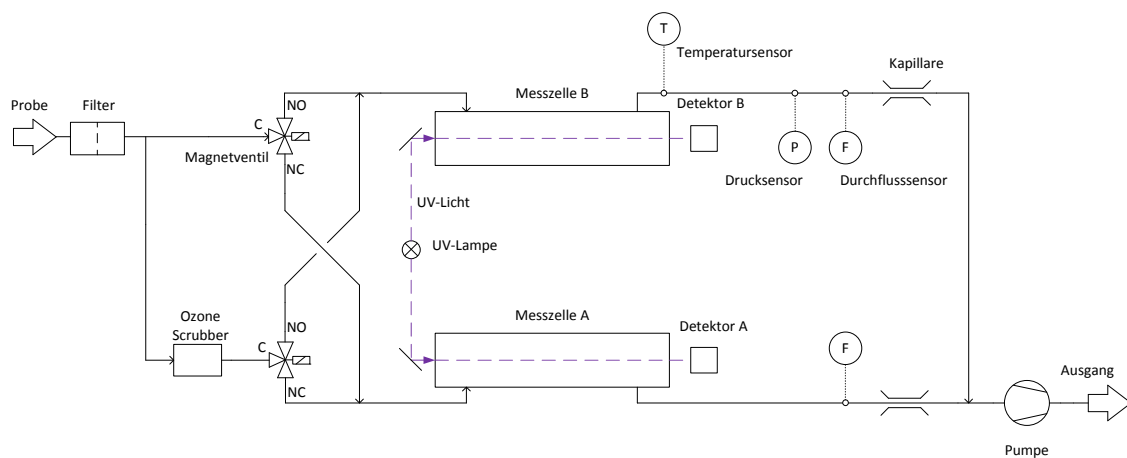 T
Temperatursensor
Kapillare
Probe
Filter
NO
Messzelle B
Detektor B
C
Magnetventil
NC
P
F
Drucksensor
Durchflusssensor
UV-Licht
UV-Lampe
Ozone
Scrubber
NO
C
NC
Messzelle A
Detektor A
F
Ausgang
Pumpe